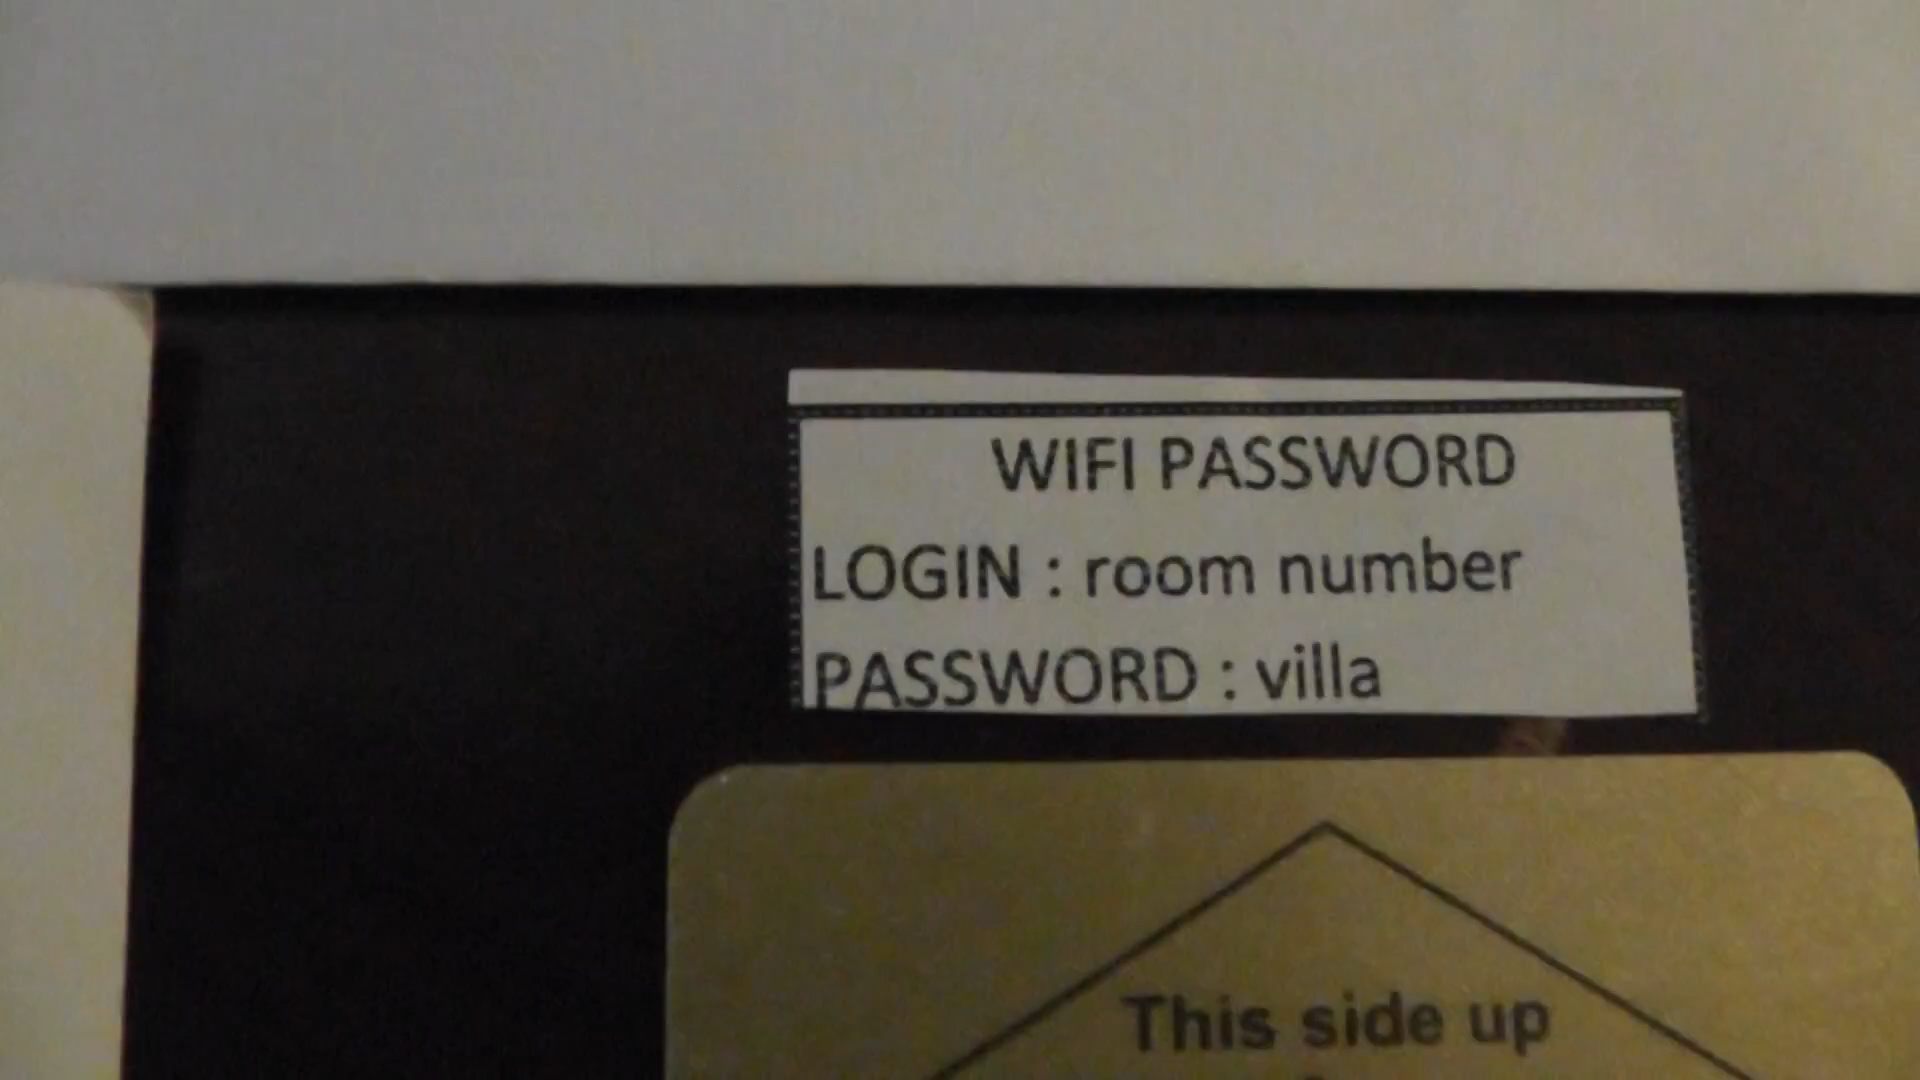 WIFI PASSWORD
LOGIN : room number
PASSWORD : villa
This side up